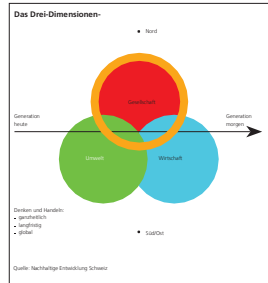 Das Drei-Dimensionen-
Nord
Gesellschaft
Generation
heute
Generation
morgen
Umwelt
Wirtschaft
Denken und Handeln:
• ganzheitlich
• langfristig
• global
Süd/Ost
Quelle: Nachhaltige Entwicklung Schweiz